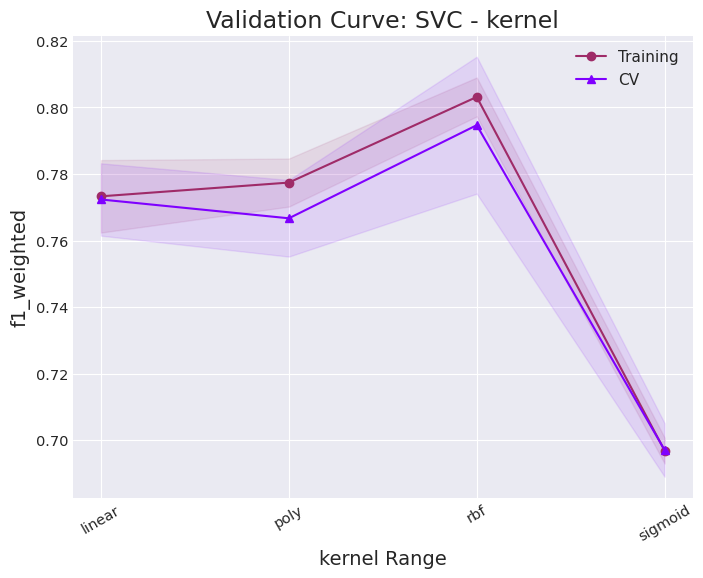 Validation Curve: SVC - kernel
Training
CV
f1_weighted
0.82
0.80
0.78
0.76
0.74
0.72
0.70
linear
poly
rbf
sigmoid
kernel Range